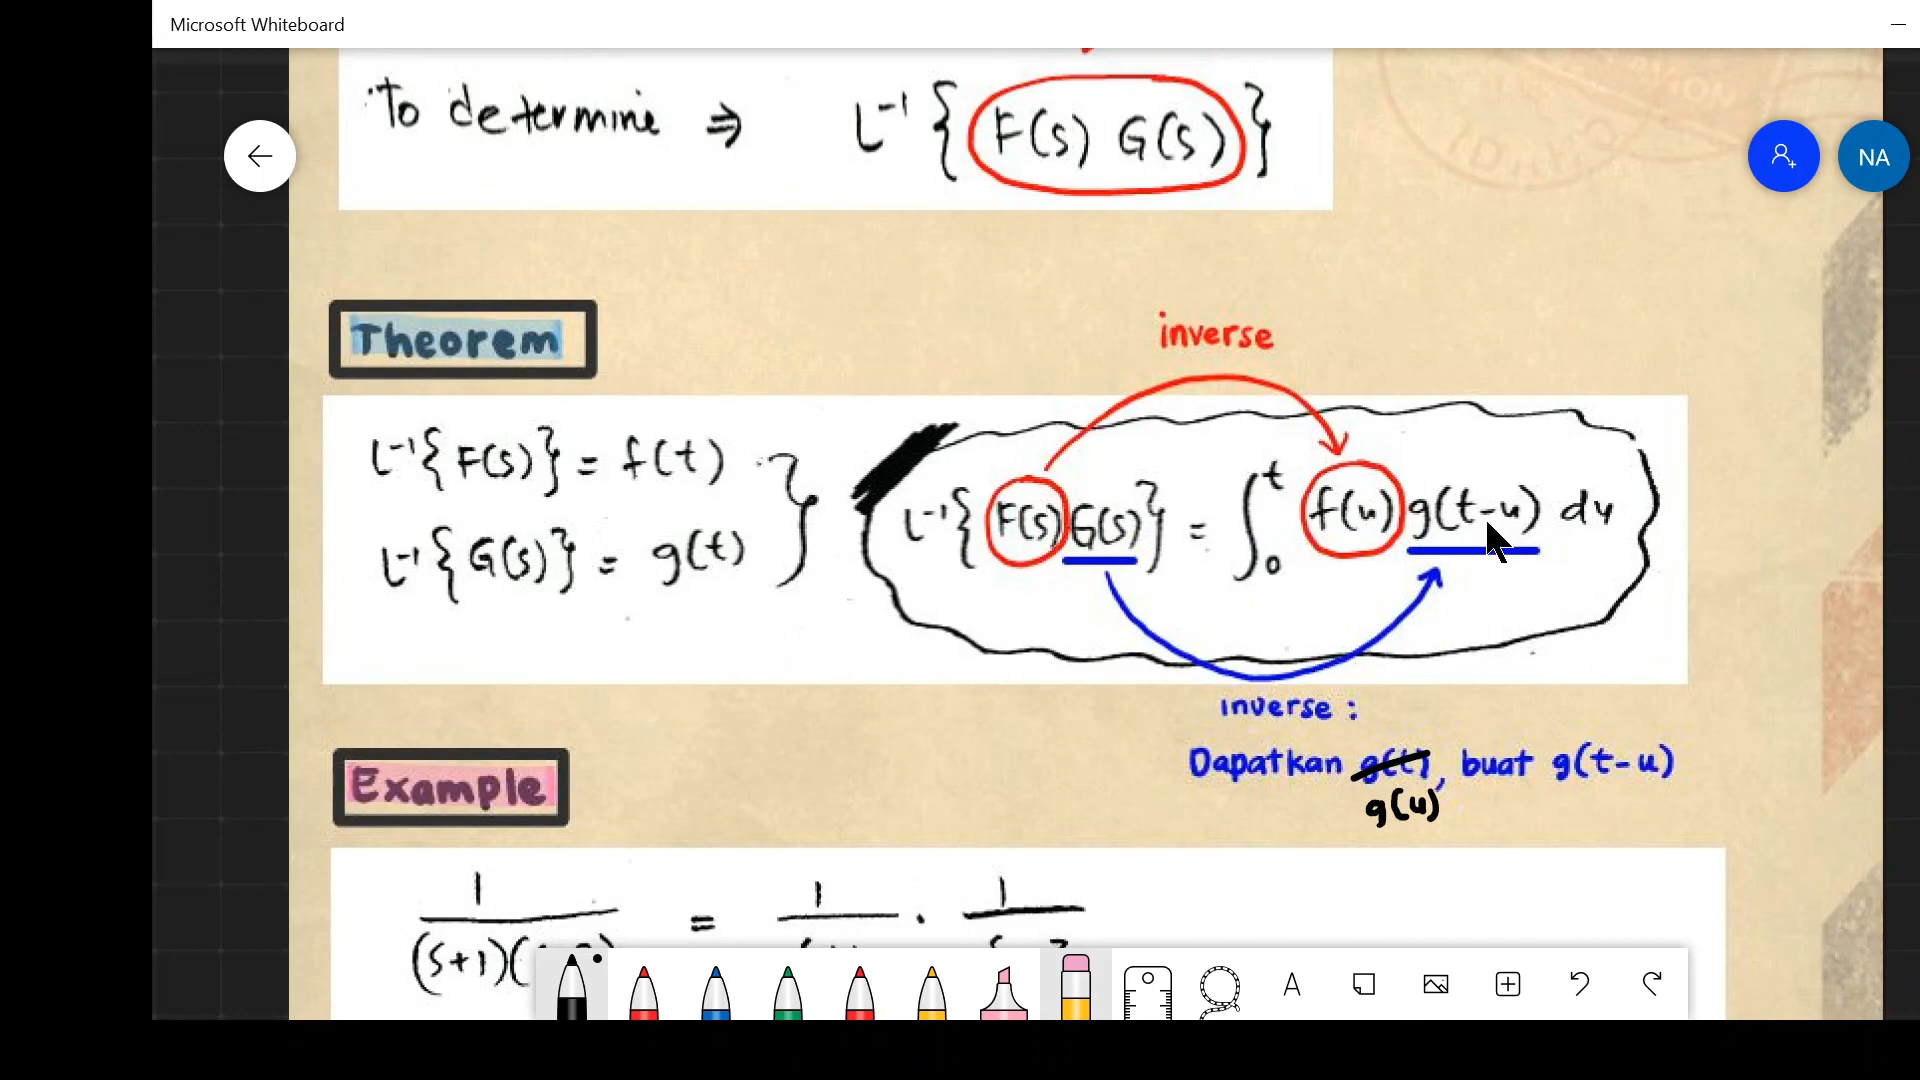 Microsoft Whiteboard
To determine ⇒ L⁻¹{F(s) G(s)}
NA
Theorem
inverse
L⁻¹{F(s)} = f(t)
L⁻¹{G(s)} = g(t)
L⁻¹{F(s)G(s)} = ∫₀ᵗ f(u) g(t-u) du
inverse :
Dapatkan g(t), buat g(t-u)
g(u)
Example
1 = 1 . 1
(s+1)(